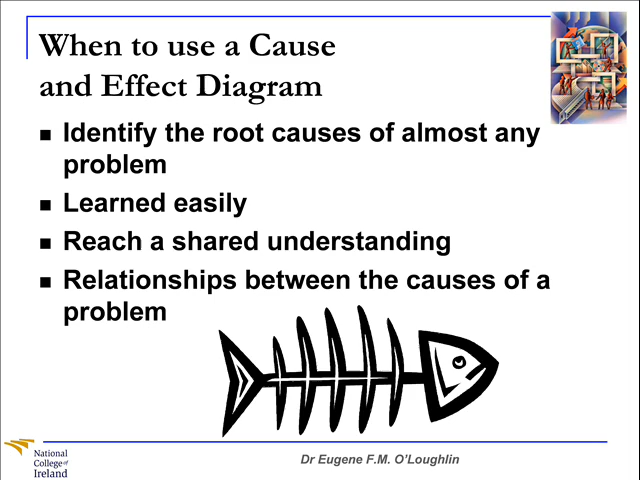 When to use a Cause
and Effect Diagram
Identify the root causes of almost any
problem
Learned easily
Reach a shared understanding
Relationships between the causes of a
problem
National
College of
Ireland
Dr Eugene F.M. O'Loughlin